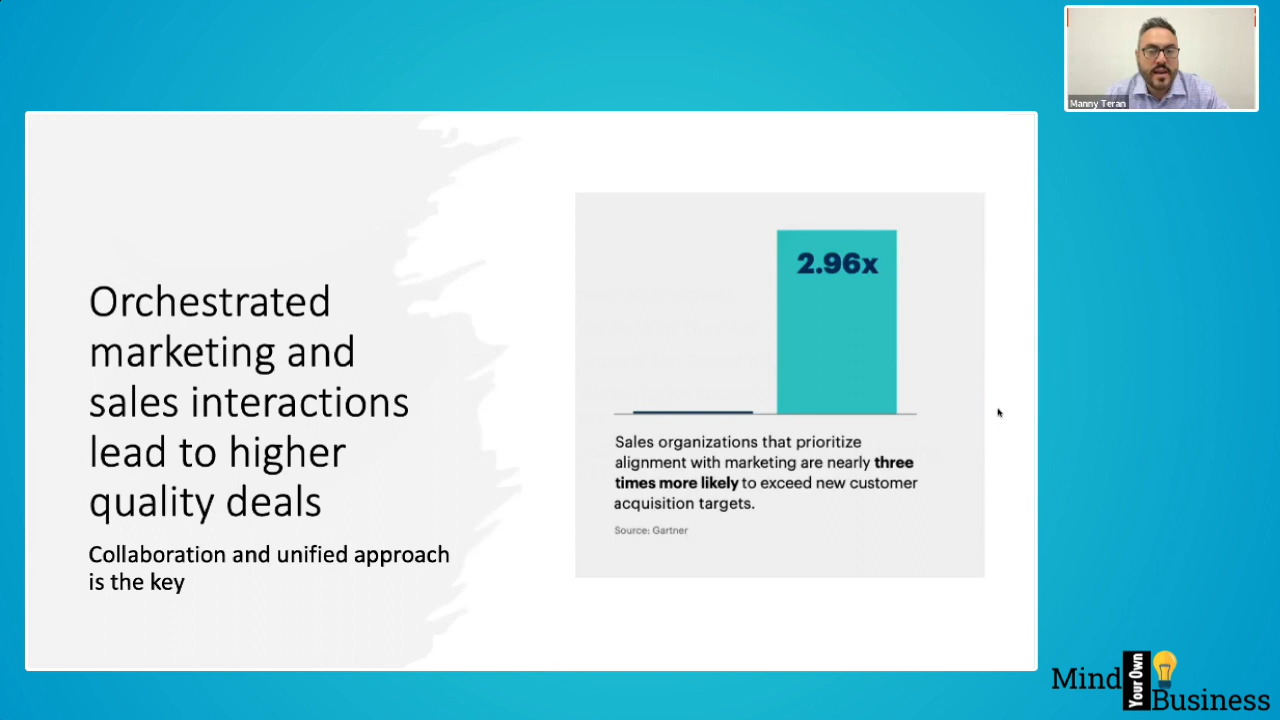 Manny Teran
Orchestrated
marketing and
sales interactions
lead to higher
quality deals
Collaboration and unified approach
is the key
2.96x
Sales organizations that prioritize
alignment with marketing are nearly three
times more likely to exceed new customer
acquisition targets.
Source: Gartner
Mind
Your Own
Business